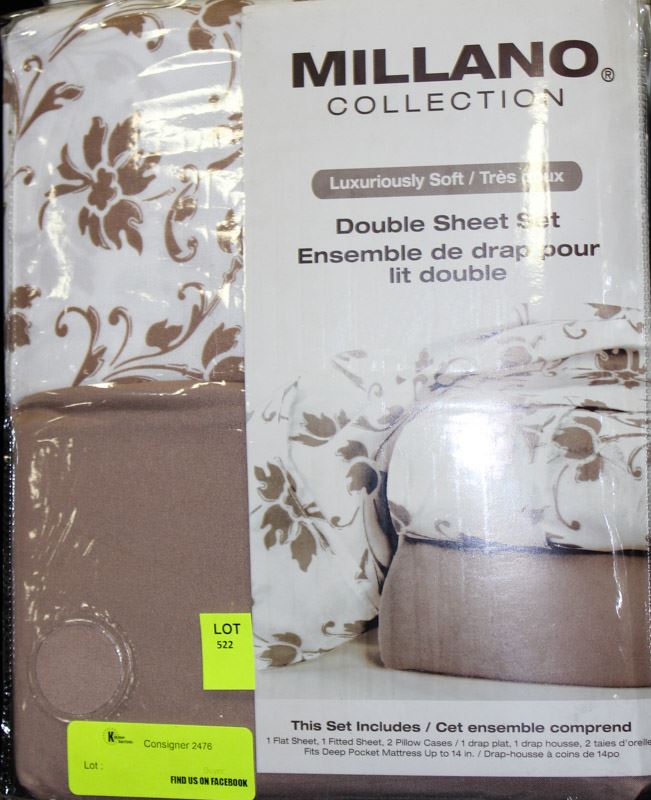 MILLANO®
COLLECTION
Luxuriously Soft / Très doux
Double Sheet Set
Ensemble de drap pour
lit double
LOT
522
This Set Includes / Cet ensemble comprend
1 Flat Sheet, 1 Fitted Sheet, 2 Pillow Cases / 1 drap plat, 1 drap housse, 2 taies d'oreille
Fits Deep Pocket Mattress Up to 14 in. / Drap-housse à coins de 14po
Consigner 2476
Lot :
FIND US ON FACEBOOK